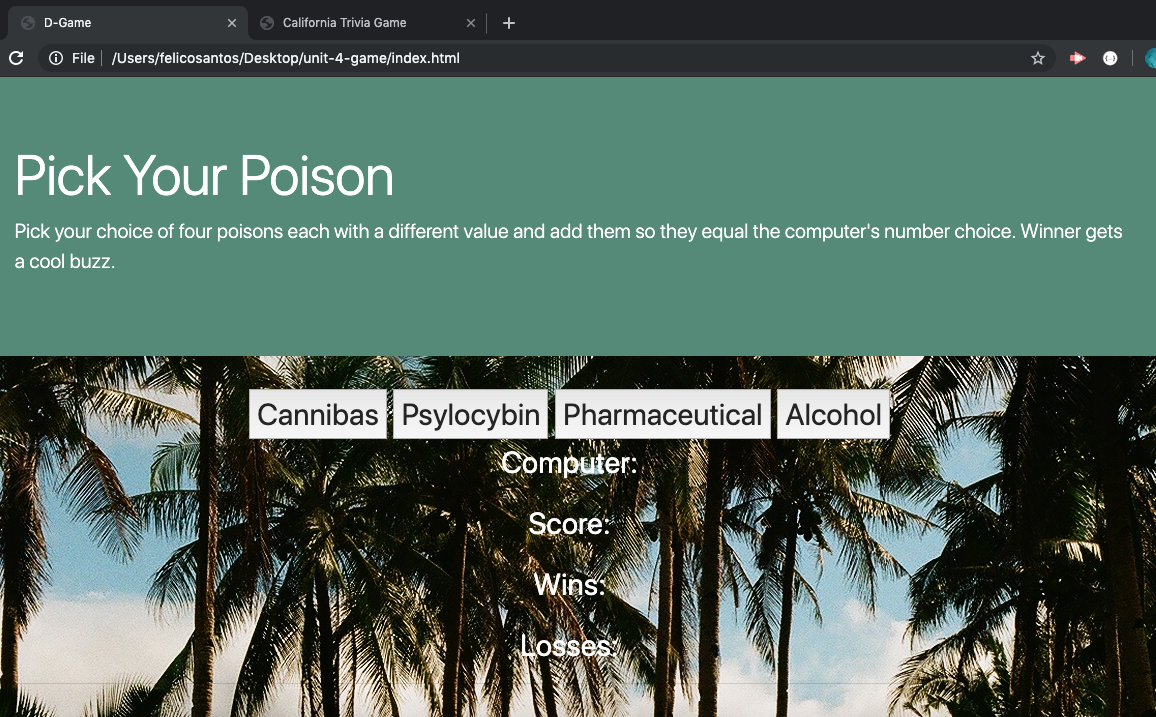 D-Game
California Trivia Game
File /Users/felicosantos/Desktop/unit-4-game/index.html
Pick Your Poison
Pick your choice of four poisons each with a different value and add them so they equal the computer's number choice. Winner gets
a cool buzz.
Cannibas Psylocybin Pharmaceutical Alcohol
Computer:
Score:
Wins:
Losses: